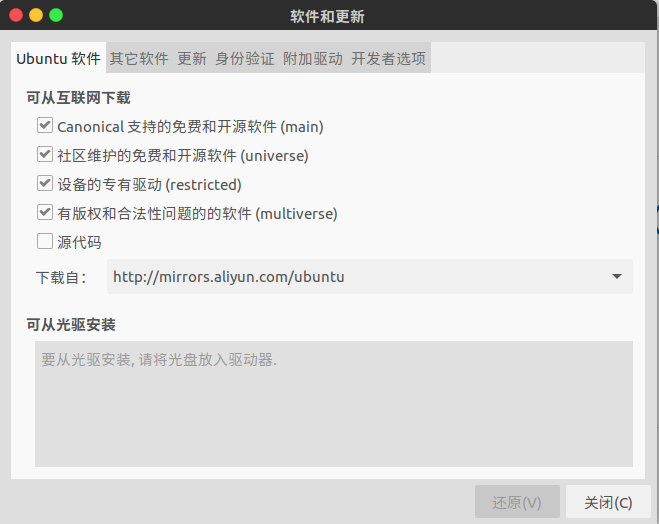 软件和更新
Ubuntu 软件 其它软件 更新 身份验证 附加驱动 开发者选项
可从互联网下载
Canonical 支持的免费和开源软件 (main)
社区维护的免费和开源软件 (universe)
设备的专有驱动 (restricted)
有版权和合法性问题的的软件 (multiverse)
源代码
下载自： http://mirrors.aliyun.com/ubuntu
可从光驱安装
要从光驱安装, 请将光盘放入驱动器.
还原(V) 关闭(C)